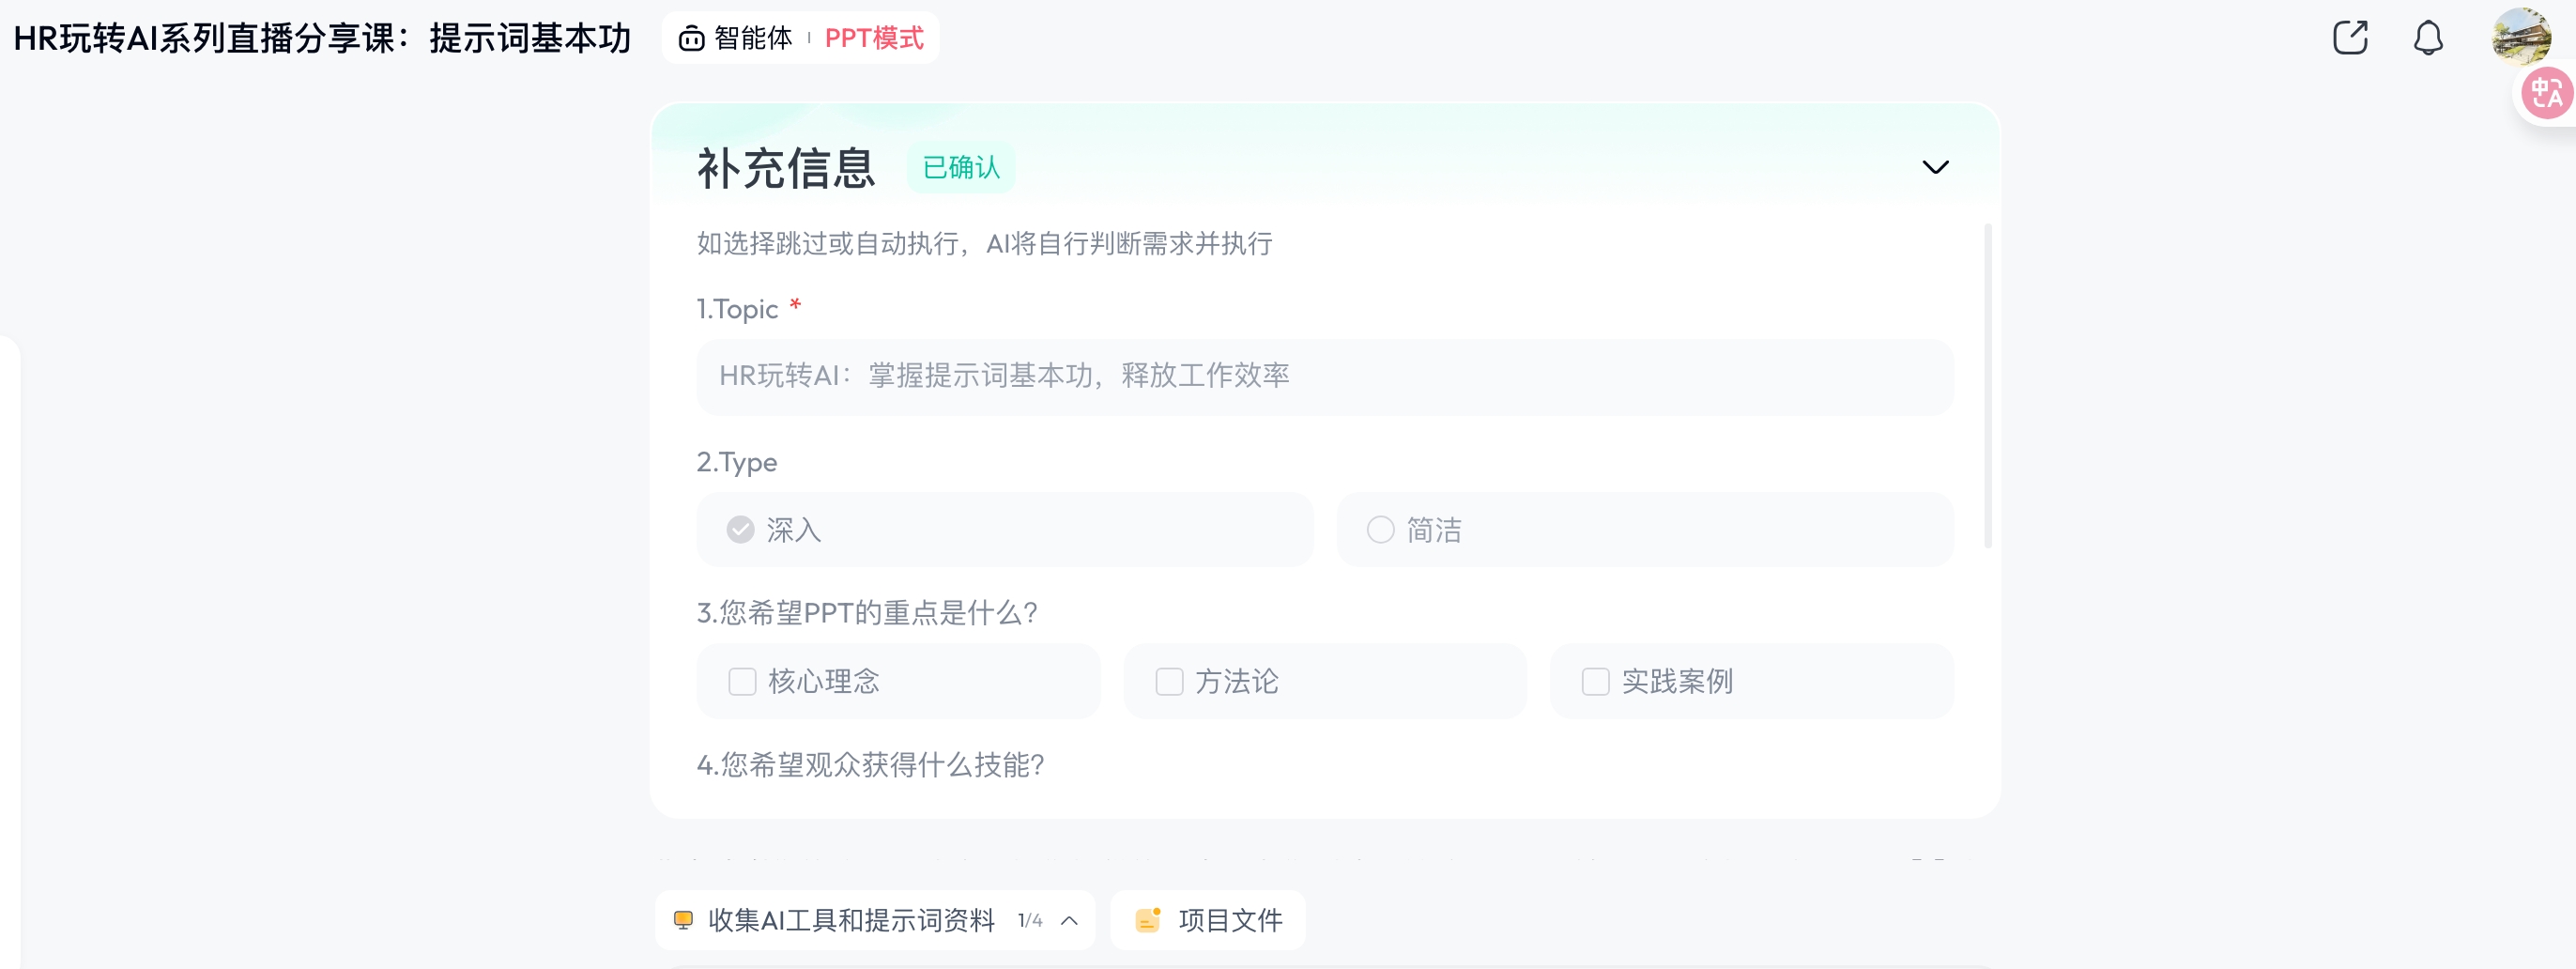 HR玩转AI系列直播分享课：提示词基本功
智能体 | PPT模式
补充信息 已确认
如选择跳过或自动执行，AI将自行判断需求并执行
1.Topic *
HR玩转AI：掌握提示词基本功，释放工作效率
2.Type
深入 简洁
3.您希望PPT的重点是什么？
核心理念 方法论 实践案例
4.您希望观众获得什么技能？
收集AI工具和提示词资料 1/4 项目文件
中A